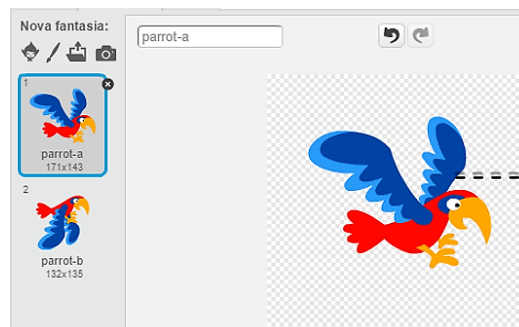 Nova fantasia:
parrot-a
1
parrot-a
171x143
2
parrot-b
132x135